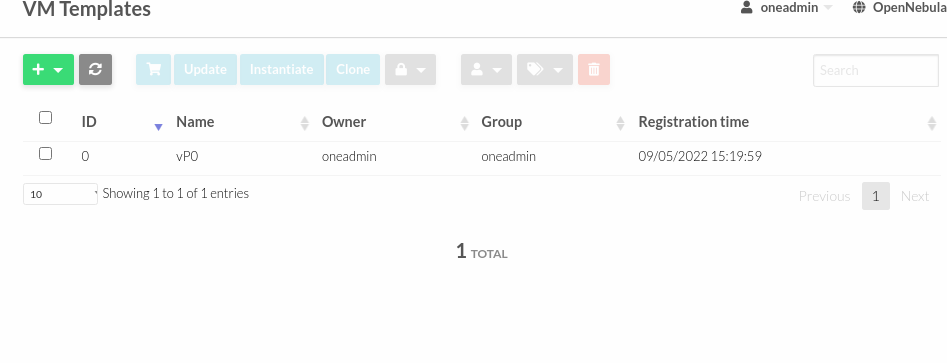 VM Templates
oneadmin OpenNebula
Update Instantiate Clone Search
ID Name Owner Group Registration time
0 vP0 oneadmin oneadmin 09/05/2022 15:19:59
10 Showing 1 to 1 of 1 entries Previous 1 Next
1 TOTAL